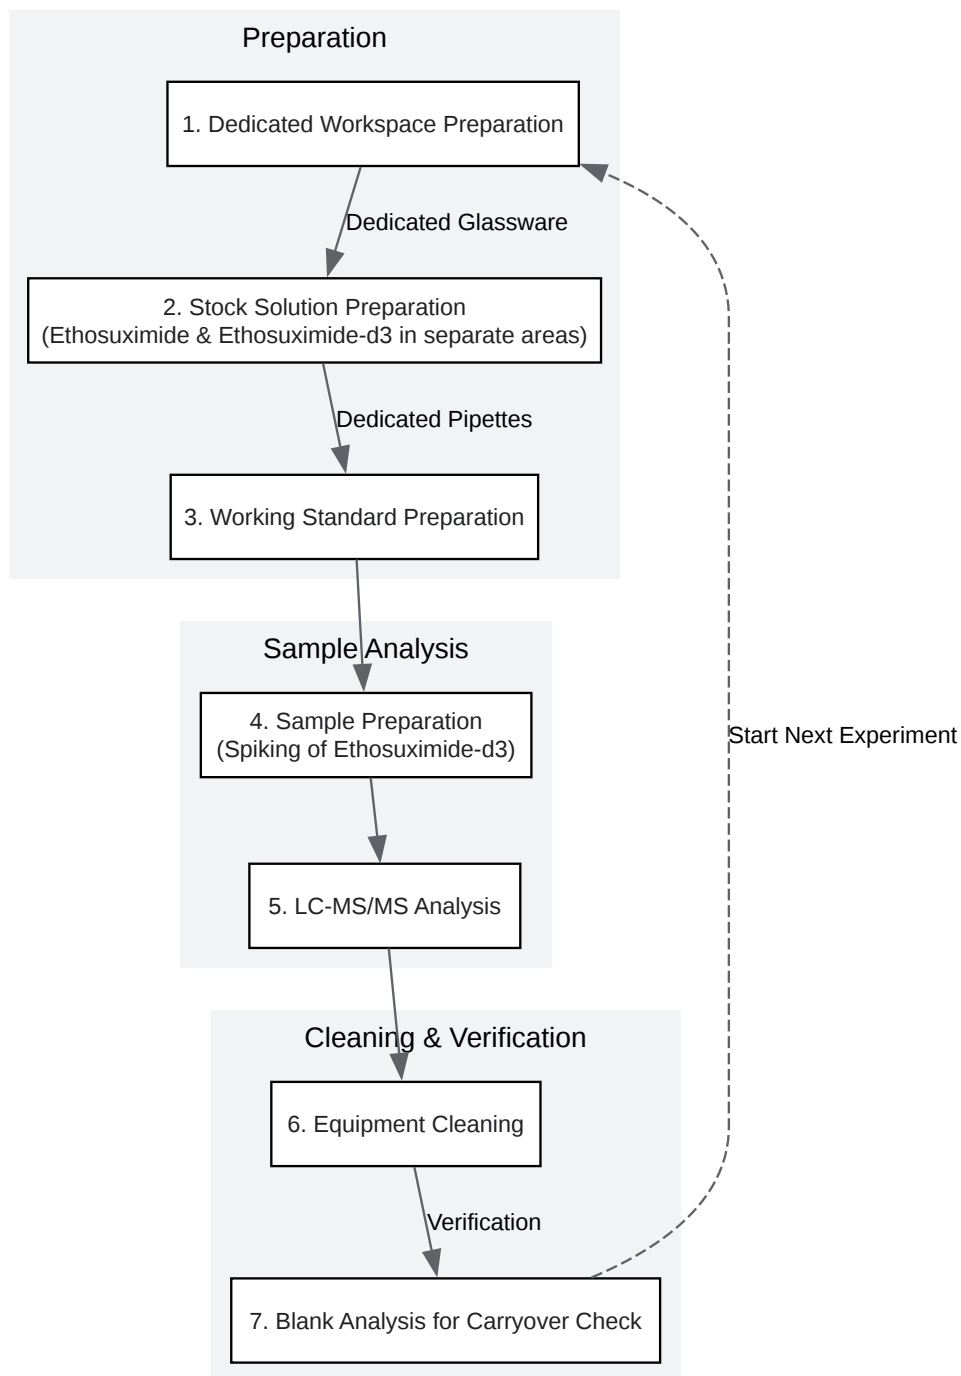 Preparation
1. Dedicated Workspace Preparation
Dedicated Glassware
2. Stock Solution Preparation
(Ethosuximide & Ethosuximide-d3 in separate areas)
Dedicated Pipettes
3. Working Standard Preparation
Sample Analysis
4. Sample Preparation
(Spiking of Ethosuximide-d3)
Start Next Experiment
5. LC-MS/MS Analysis
Cleaning & Verification
6. Equipment Cleaning
Verification
7. Blank Analysis for Carryover Check